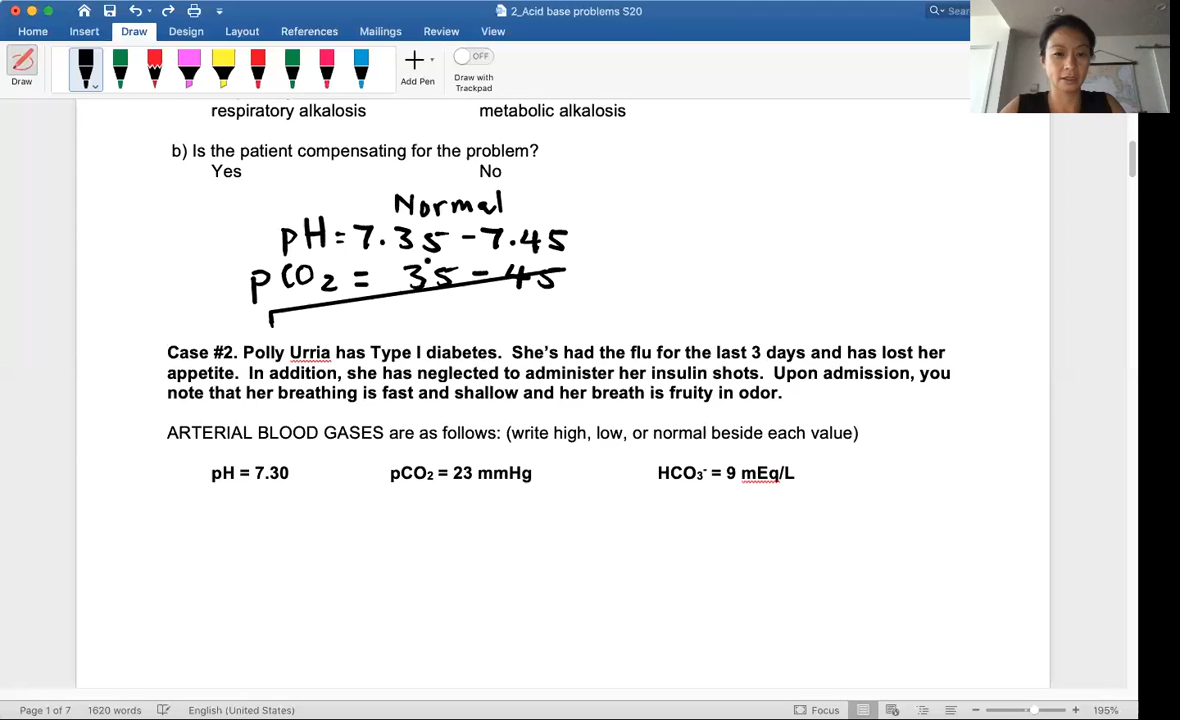 2_Acid base problems S20
Home Insert Draw Design Layout References Mailings Review View
OFF
Draw Add Pen Draw with
Trackpad
respiratory alkalosis metabolic alkalosis
b) Is the patient compensating for the problem?
Yes No
Normal
pH = 7.35 - 7.45
pCO2 = 35 - 45
Case #2. Polly Urria has Type I diabetes. She's had the flu for the last 3 days and has lost her
appetite. In addition, she has neglected to administer her insulin shots. Upon admission, you
note that her breathing is fast and shallow and her breath is fruity in odor.
ARTERIAL BLOOD GASES are as follows: (write high, low, or normal beside each value)
pH = 7.30 pCO2 = 23 mmHg HCO3- = 9 mEq/L
Page 1 of 7 1620 words English (United States) Focus 195%